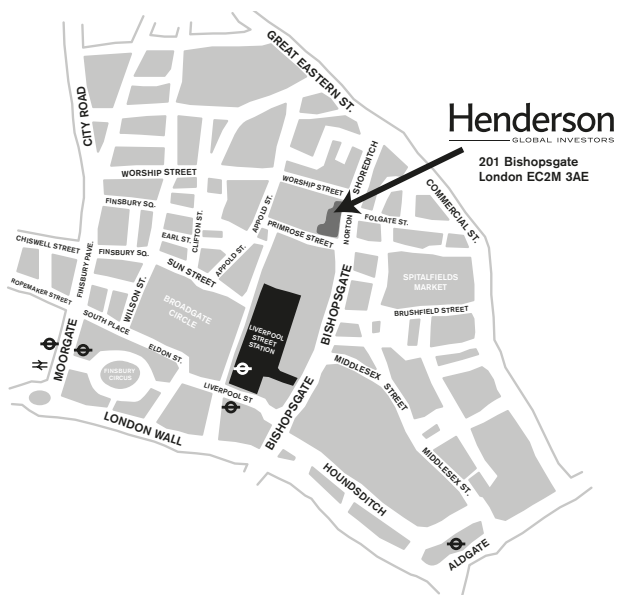 GREAT EASTERN ST.
CITY ROAD
Henderson
GLOBAL INVESTORS
201 Bishopsgate
London EC2M 3AE
SHOREDITCH
COMMERCIAL ST.
WORSHIP STREET
WORSHIP STREET
FINSBURY SQ.
APPOLD ST.
CLIFTON ST.
NORTON
FOLGATE ST.
PRIMROSE STREET
EARL ST.
CHISWELL STREET
FINSBURY PAVE.
FINSBURY SQ.
SUN STREET
APPOLD ST.
SPITALFIELDS
MARKET
ROPEMAKER STREET
WILSON ST.
BROADGATE
CIRCLE
BISHOPSGATE
BRUSHFIELD STREET
SOUTH PLACE
LIVERPOOL
STREET
STATION
MOORGATE
ELDON ST.
FINSBURY
CIRCUS
MIDDLESEX STREET
LIVERPOOL ST
BISHOPSGATE
LONDON WALL
MIDDLESEX ST.
HOUNDSDITCH
ALDGATE